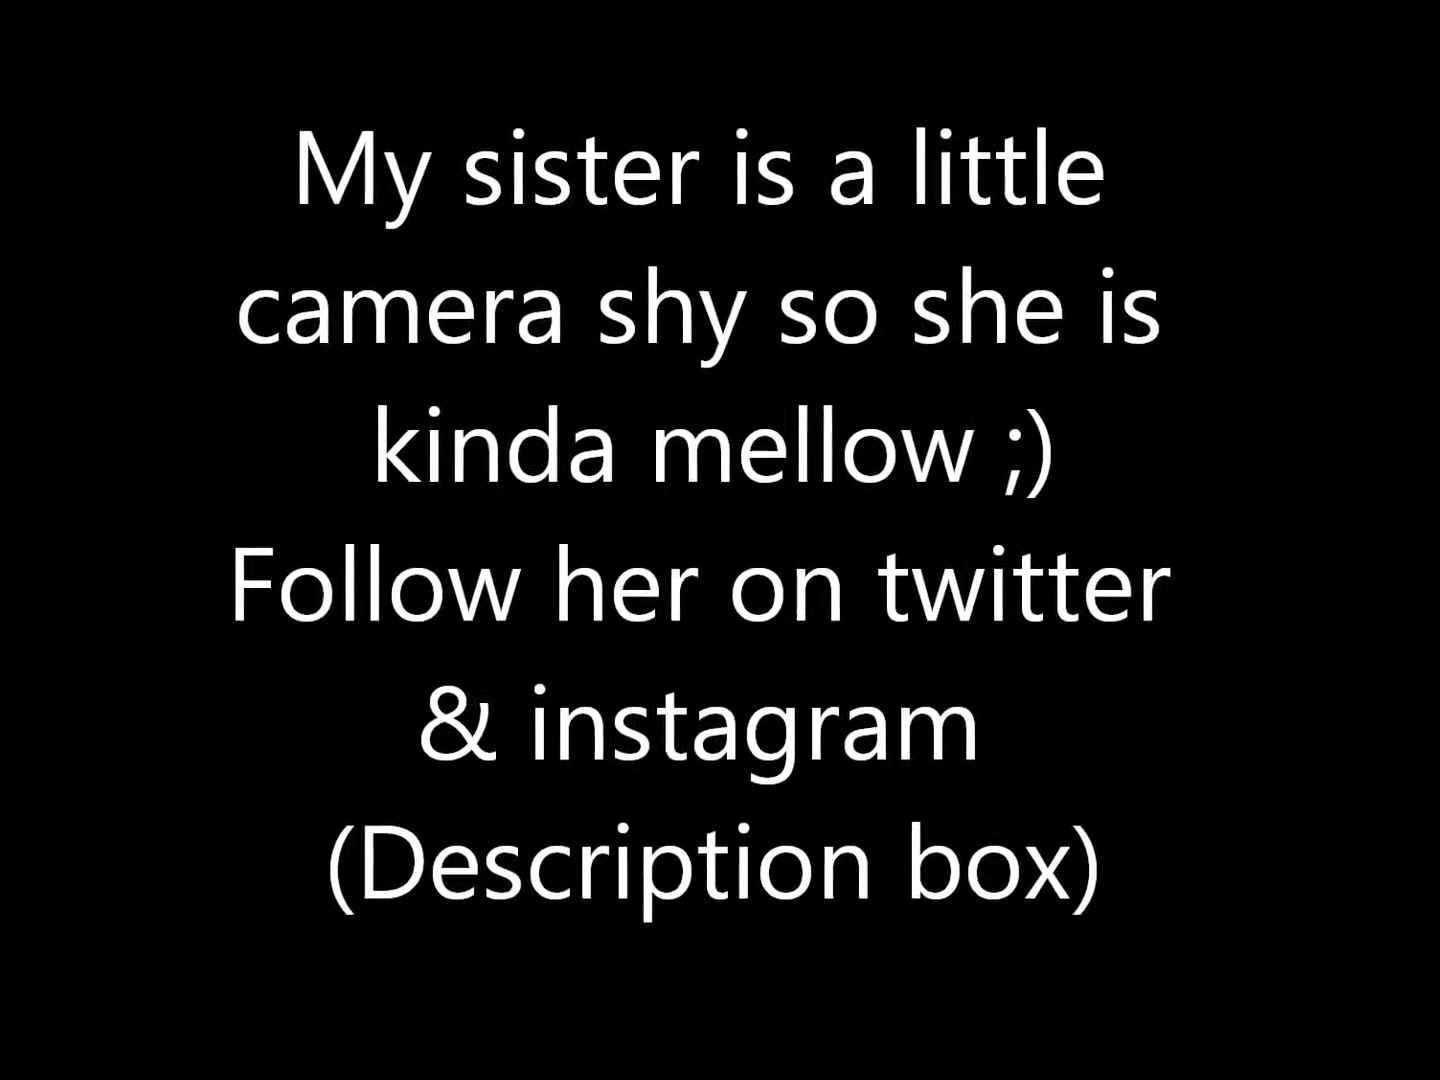 My sister is a little
camera shy so she is
kinda mellow ;)
Follow her on twitter
& instagram
(Description box)